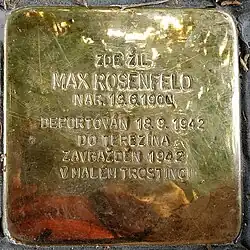 ZDE ŽIL
MAX ROSENFELD
NAR. 13.6.1900
DEPORTOVÁN 18.9.1942
DO TEREZÍNA
ZAVRAŽDĚN 1942
V MALÉM TROSTINCI